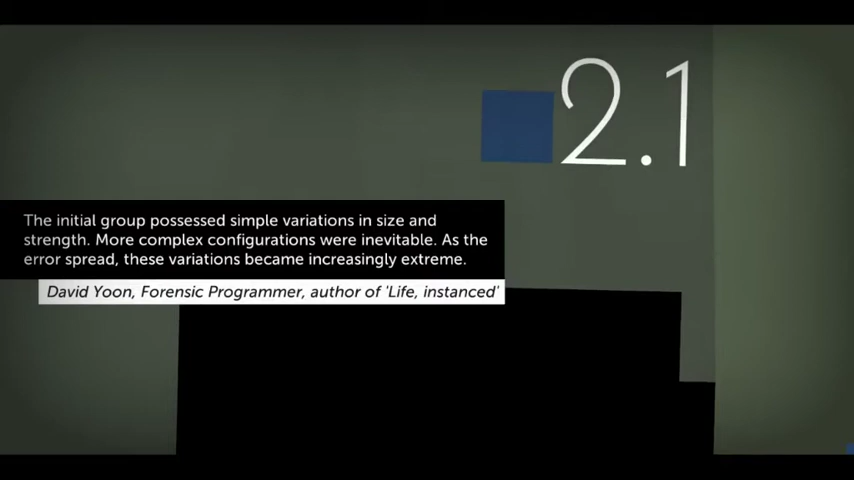 2.1
The initial group possessed simple variations in size and
strength. More complex configurations were inevitable. As the
error spread, these variations became increasingly extreme.
David Yoon, Forensic Programmer, author of 'Life, instanced'